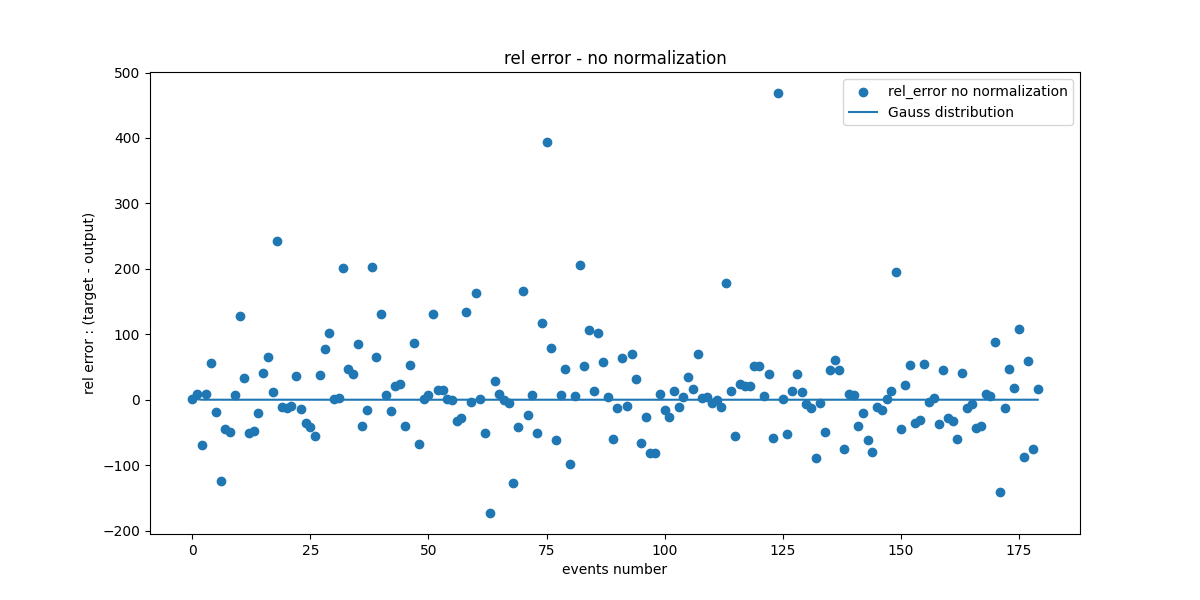 rel error - no normalization
rel_error no normalization
Gauss distribution
500
400
300
200
100
0
−100
−200
rel error : (target - output)
0 25 50 75 100 125 150 175
events number